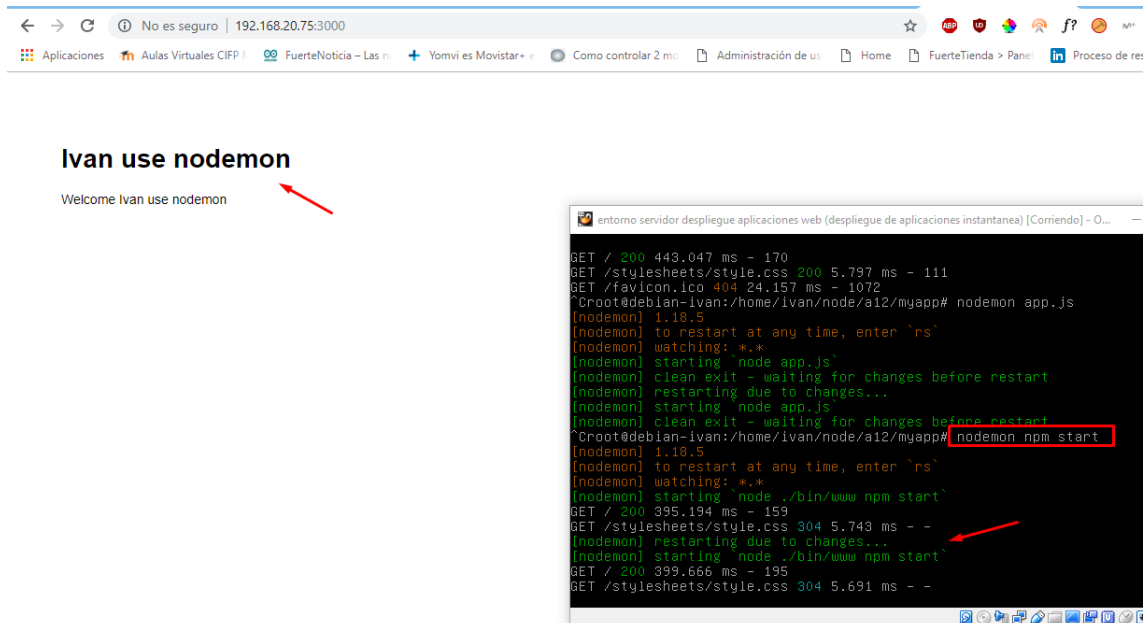 No es seguro | 192.168.20.75:3000
ABP f? M+
Aplicaciones Aulas Virtuales CIFP FuerteNoticia – Las n Yomvi es Movistar+ e Como controlar 2 mo Administración de us Home FuerteTienda > Pane in Proceso de res
Ivan use nodemon
Welcome Ivan use nodemon
entorno servidor despliegue aplicaciones web (despliegue de aplicaciones instantanea) [Corriendo] - O...
GET / 200 443.047 ms - 170
GET /stylesheets/style.css 200 5.797 ms - 111
GET /favicon.ico 404 24.157 ms - 1072
^Croot@debian-ivan:/home/ivan/node/a12/myapp# nodemon app.js
[nodemon] 1.18.5
[nodemon] to restart at any time, enter `rs`
[nodemon] watching: *.*
[nodemon] starting `node app.js`
[nodemon] clean exit - waiting for changes before restart
[nodemon] restarting due to changes...
[nodemon] starting `node app.js`
[nodemon] clean exit - waiting for changes before restart
^Croot@debian-ivan:/home/ivan/node/a12/myapp# nodemon npm start
[nodemon] 1.18.5
[nodemon] to restart at any time, enter `rs`
[nodemon] watching: *.*
[nodemon] starting `node ./bin/www npm start`
GET / 200 395.194 ms - 159
GET /stylesheets/style.css 304 5.743 ms - -
[nodemon] restarting due to changes...
[nodemon] starting `node ./bin/www npm start`
GET / 200 399.666 ms - 195
GET /stylesheets/style.css 304 5.691 ms - -